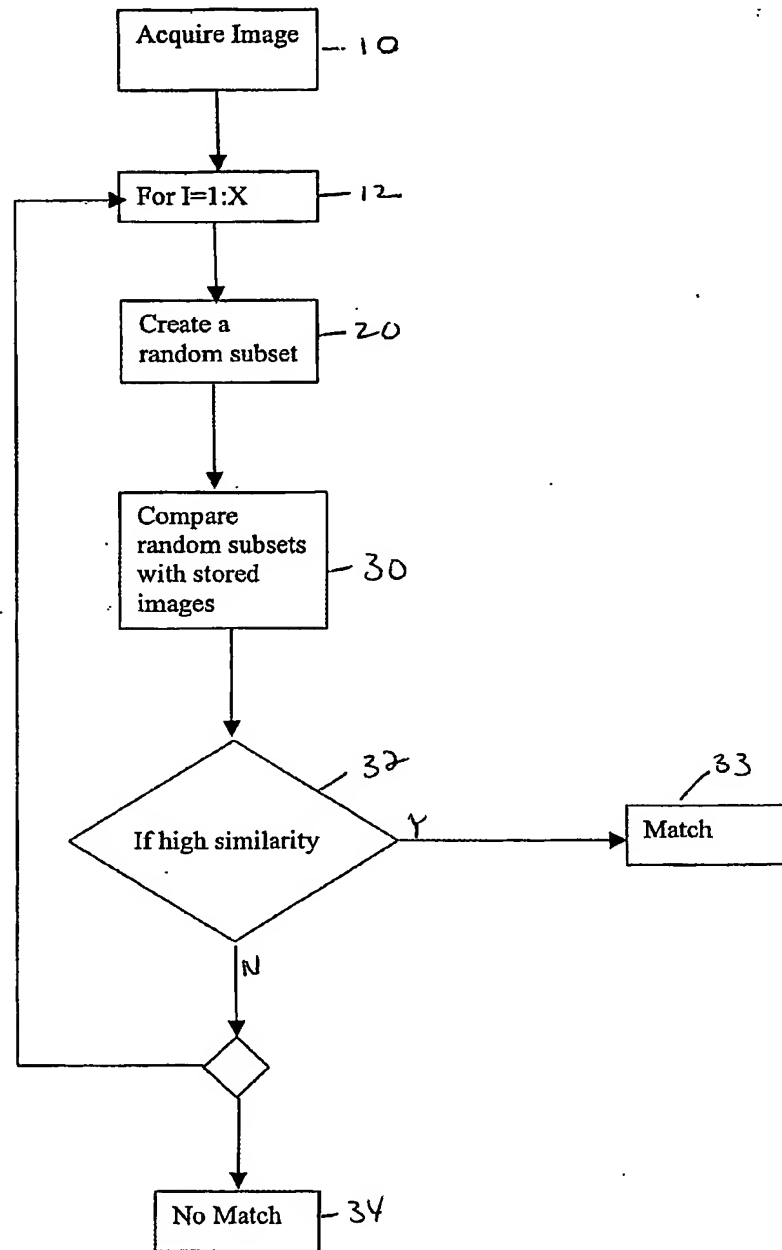 Acquire Image
10
For I=1:X
12
Create a
random subset
20
Compare
random subsets
with stored
images
30
32
If high similarity
Y
33
Match
N
No Match
34